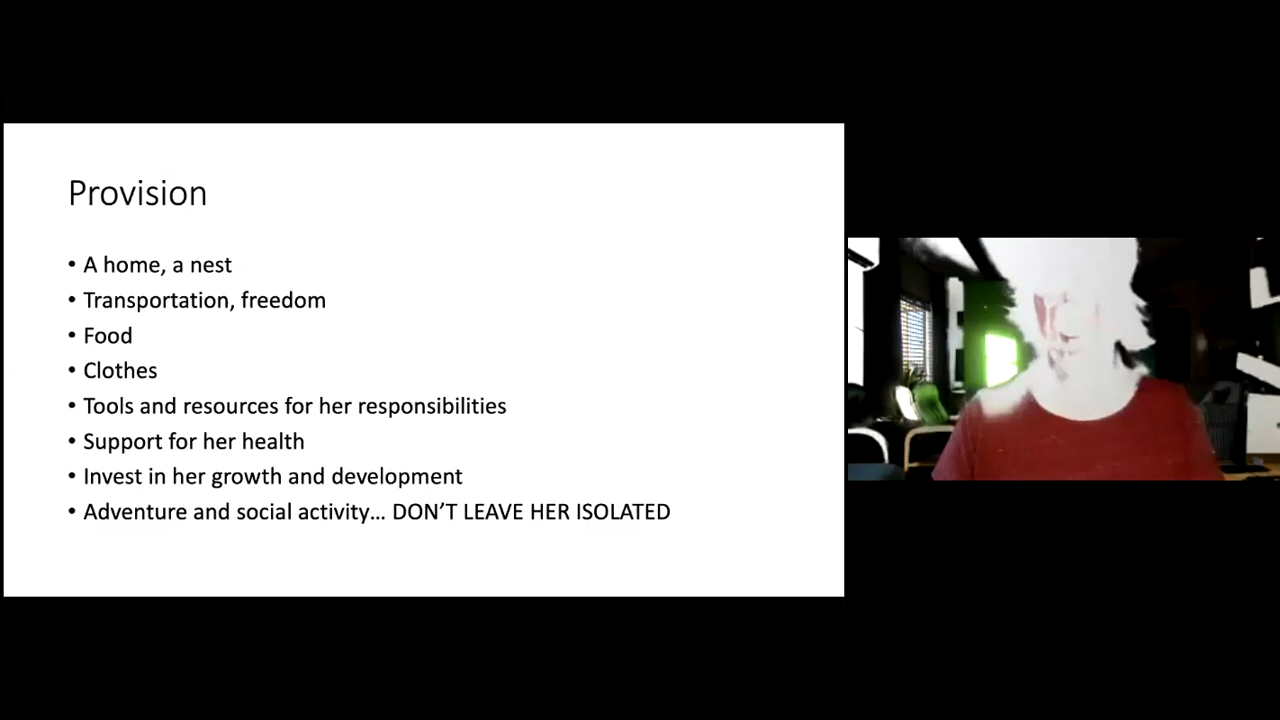 Provision
• A home, a nest
• Transportation, freedom
• Food
• Clothes
• Tools and resources for her responsibilities
• Support for her health
• Invest in her growth and development
• Adventure and social activity… DON’T LEAVE HER ISOLATED